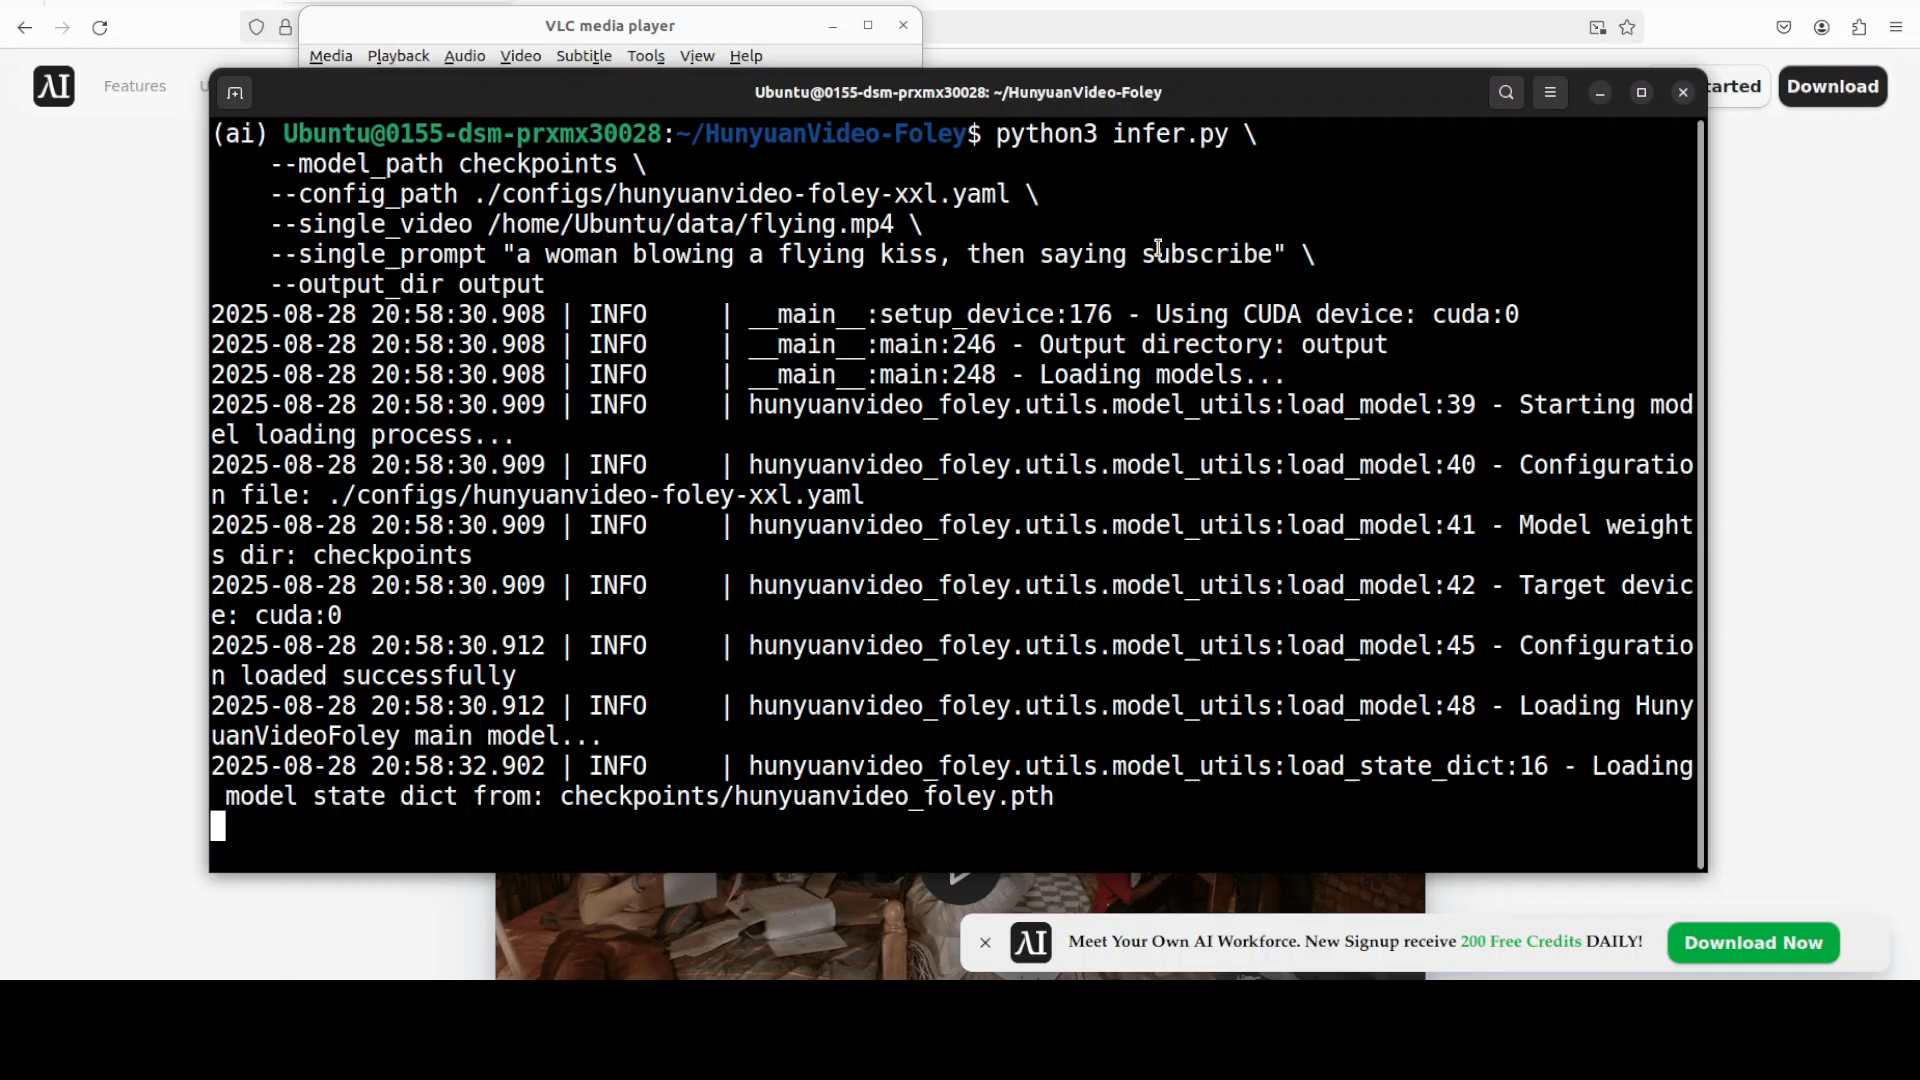 VLC media player
Media Playback Audio Video Subtitle Tools View Help
AI Features U
tarted Download
Ubuntu@0155-dsm-prxmx30028: ~/HunyuanVideo-Foley
(ai) Ubuntu@0155-dsm-prxmx30028:~/HunyuanVideo-Foley$ python3 infer.py \
--model_path checkpoints \
--config_path ./configs/hunyuanvideo-foley-xxl.yaml \
--single_video /home/Ubuntu/data/flying.mp4 \
--single_prompt "a woman blowing a flying kiss, then saying subscribe" \
--output_dir output
2025-08-28 20:58:30.908 | INFO     | __main__:setup_device:176 - Using CUDA device: cuda:0
2025-08-28 20:58:30.908 | INFO     | __main__:main:246 - Output directory: output
2025-08-28 20:58:30.908 | INFO     | __main__:main:248 - Loading models...
2025-08-28 20:58:30.909 | INFO     | hunyuanvideo_foley.utils.model_utils:load_model:39 - Starting mod
el loading process...
2025-08-28 20:58:30.909 | INFO     | hunyuanvideo_foley.utils.model_utils:load_model:40 - Configuratio
n file: ./configs/hunyuanvideo-foley-xxl.yaml
2025-08-28 20:58:30.909 | INFO     | hunyuanvideo_foley.utils.model_utils:load_model:41 - Model weight
s dir: checkpoints
2025-08-28 20:58:30.909 | INFO     | hunyuanvideo_foley.utils.model_utils:load_model:42 - Target devic
e: cuda:0
2025-08-28 20:58:30.912 | INFO     | hunyuanvideo_foley.utils.model_utils:load_model:45 - Configuratio
n loaded successfully
2025-08-28 20:58:30.912 | INFO     | hunyuanvideo_foley.utils.model_utils:load_model:48 - Loading Huny
uanVideoFoley main model...
2025-08-28 20:58:32.902 | INFO     | hunyuanvideo_foley.utils.model_utils:load_state_dict:16 - Loading
model state dict from: checkpoints/hunyuanvideo_foley.pth
AI Meet Your Own AI Workforce. New Signup receive 200 Free Credits DAILY! Download Now